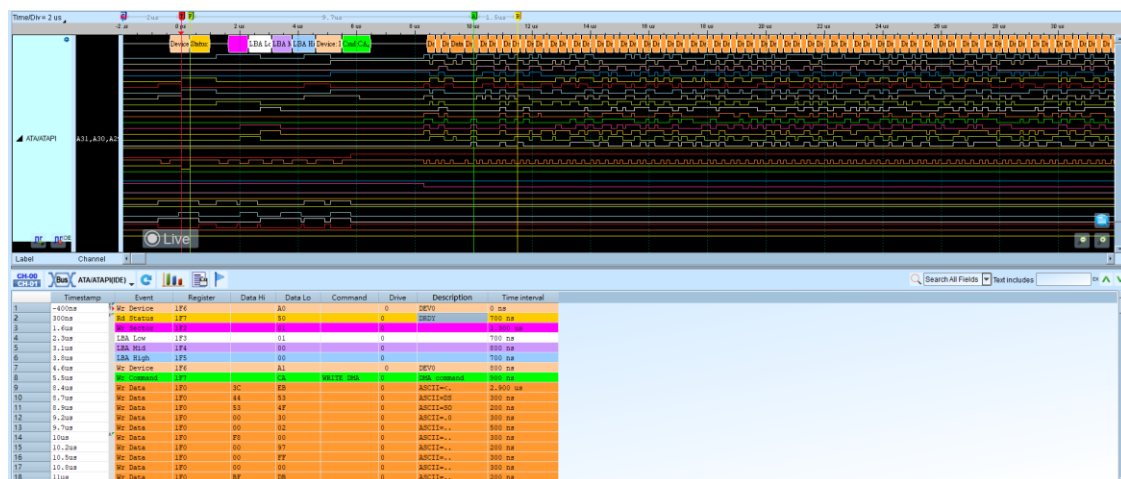 Time/Div = 2 us
2us 9.7us 1.5us
-2 us 0 ps 2 us 4 us 6 us 8 us 10 us 12 us 14 us 16 us 18 us 20 us 22 us 24 us 26 us 28 us 30 us
Device Status: LBA Lc LBA M LBA Hi Device: I Cmd:CA,
ATA/ATAPI A31,A30,A2
Live
Label Channel
CH-00 CH-01 Bus ATA/ATAPI(IDE) Search All Fields Text includes
Timestamp Event Register Data Hi Data Lo Command Drive Description Time interval
1 -400ns Wr Device 1F6 A0 0 DEV0 0 ns
2 300ns Rd Status 1F7 50 0 DRDY 700 ns
3 1.6us Wr Sector 1F2 01 0 1.300 us
4 2.3us LBA Low 1F3 01 0 700 ns
5 3.1us LBA Mid 1F4 00 0 800 ns
6 3.8us LBA High 1F5 00 0 700 ns
7 4.6us Wr Device 1F6 A1 0 DEV0 800 ns
8 5.5us Wr Command 1F7 CA WRITE DMA 0 DMA command 900 ns
9 8.4us Wr Data 1F0 3C EB 0 ASCII=<. 2.900 us
10 8.7us Wr Data 1F0 44 53 0 ASCII=DS 300 ns
11 8.9us Wr Data 1F0 53 4F 0 ASCII=SO 200 ns
12 9.2us Wr Data 1F0 00 30 0 ASCII=.0 300 ns
13 9.7us Wr Data 1F0 00 02 0 ASCII=.. 500 ns
14 10us Wr Data 1F0 F8 00 0 ASCII=.. 300 ns
15 10.2us Wr Data 1F0 00 97 0 ASCII=.. 200 ns
16 10.5us Wr Data 1F0 00 FF 0 ASCII=.. 300 ns
17 10.8us Wr Data 1F0 00 00 0 ASCII=.. 300 ns
18 11us Wr Data 1F0 BF DB 0 ASCII=.. 200 ns